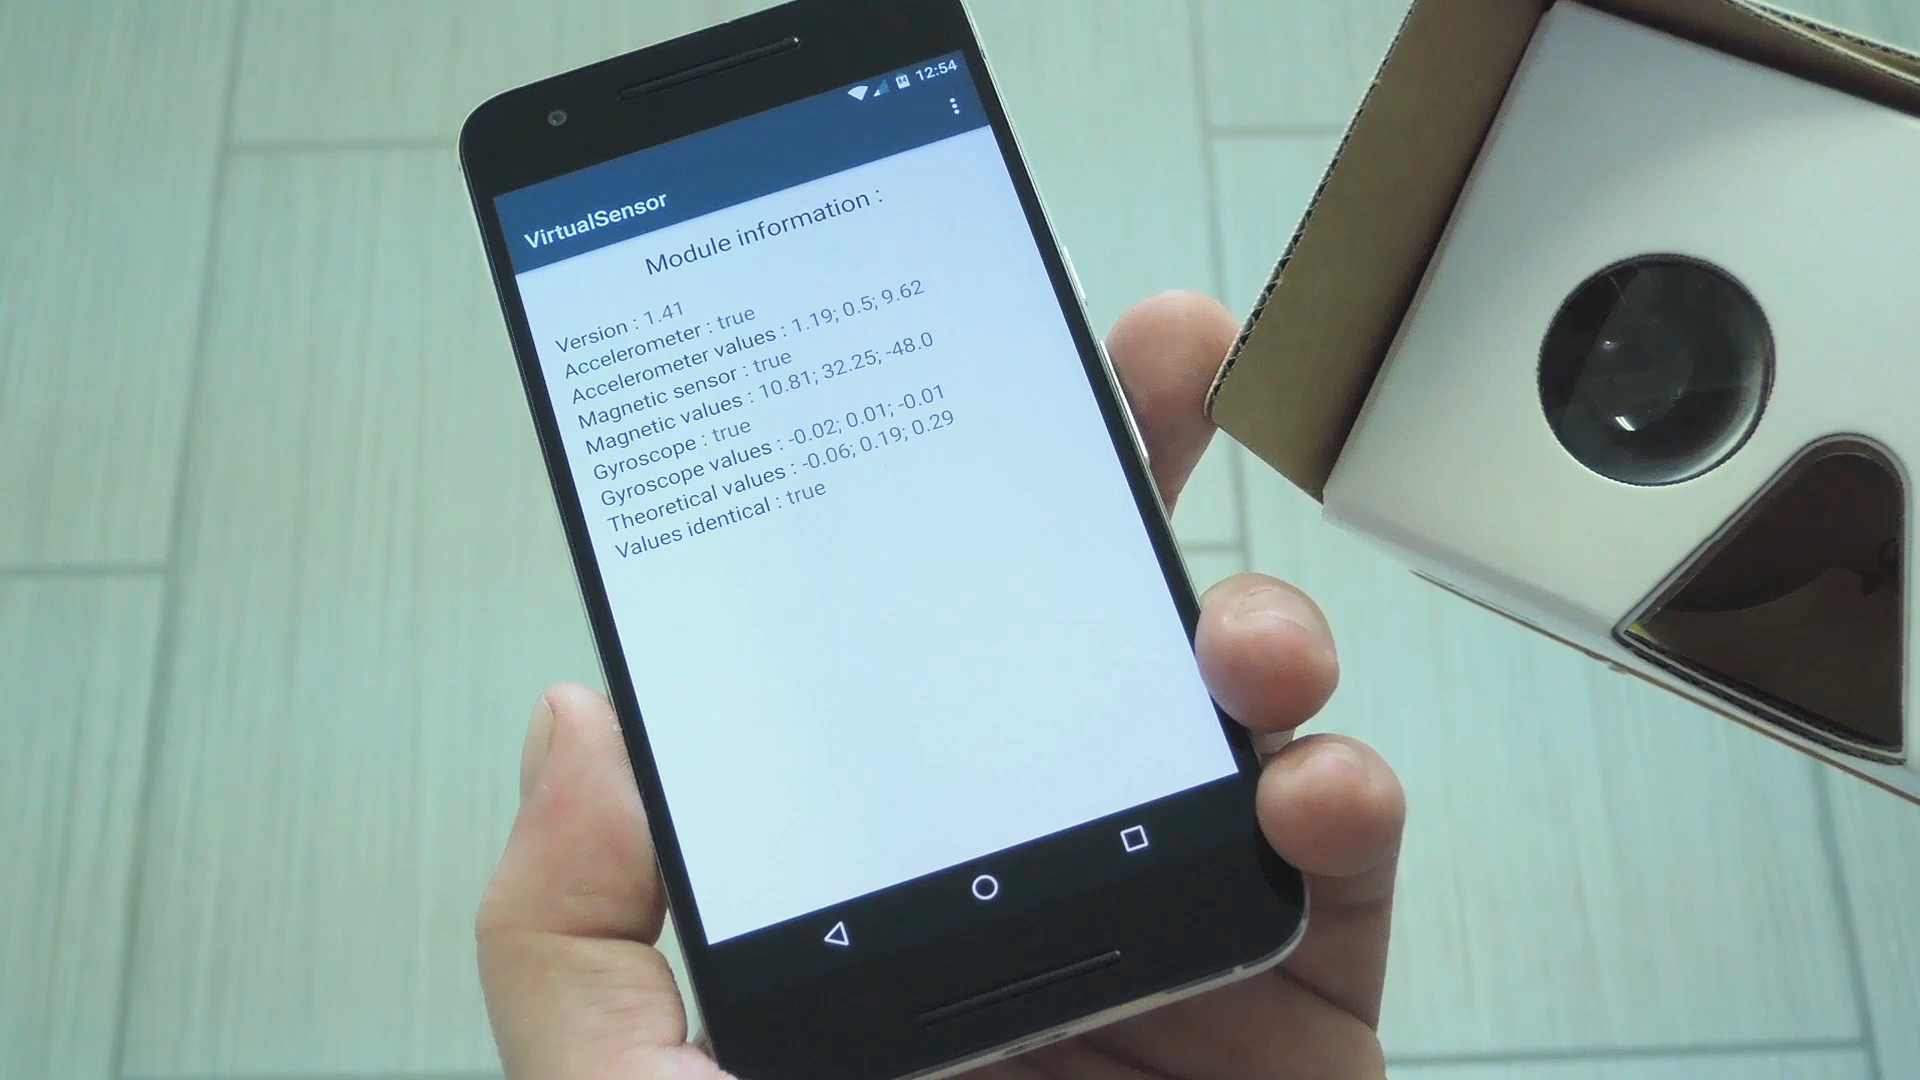 12:54
VirtualSensor
Module information :
Version : 1.41
Accelerometer : true
Accelerometer values : 1.19; 0.5; 9.62
Magnetic sensor : true
Magnetic values : 10.81; 32.25; -48.0
Gyroscope : true
Gyroscope values : -0.02; 0.01; -0.01
Theoretical values : -0.06; 0.19; 0.29
Values identical : true